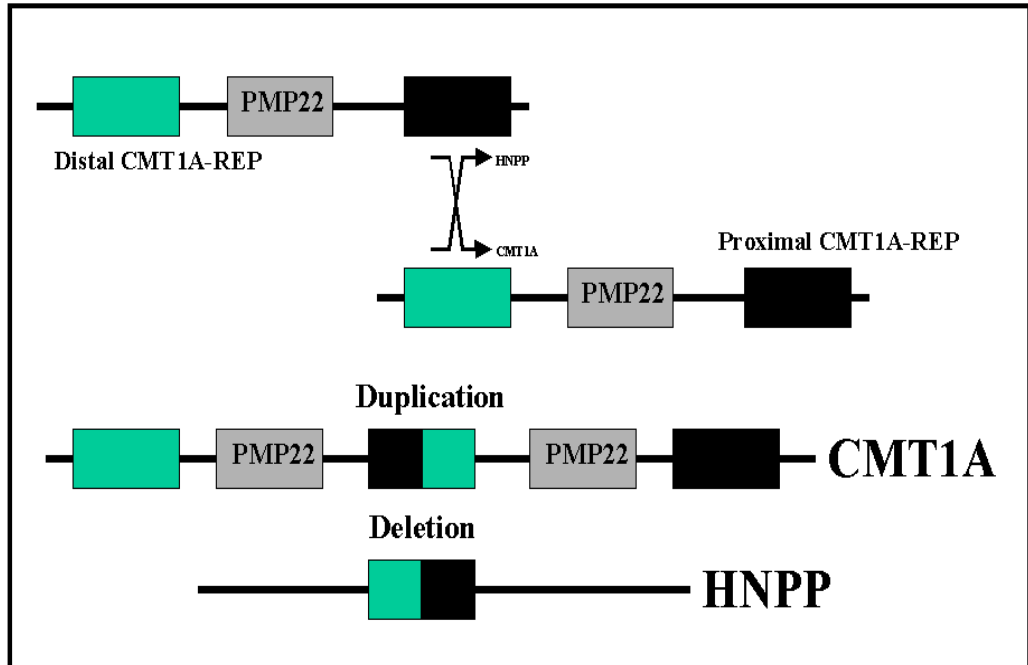 PMP22
Distal CMT1A-REP
HNPP
CMT1A
Proximal CMT1A-REP
PMP22
Duplication
PMP22
PMP22
CMT1A
Deletion
HNPP